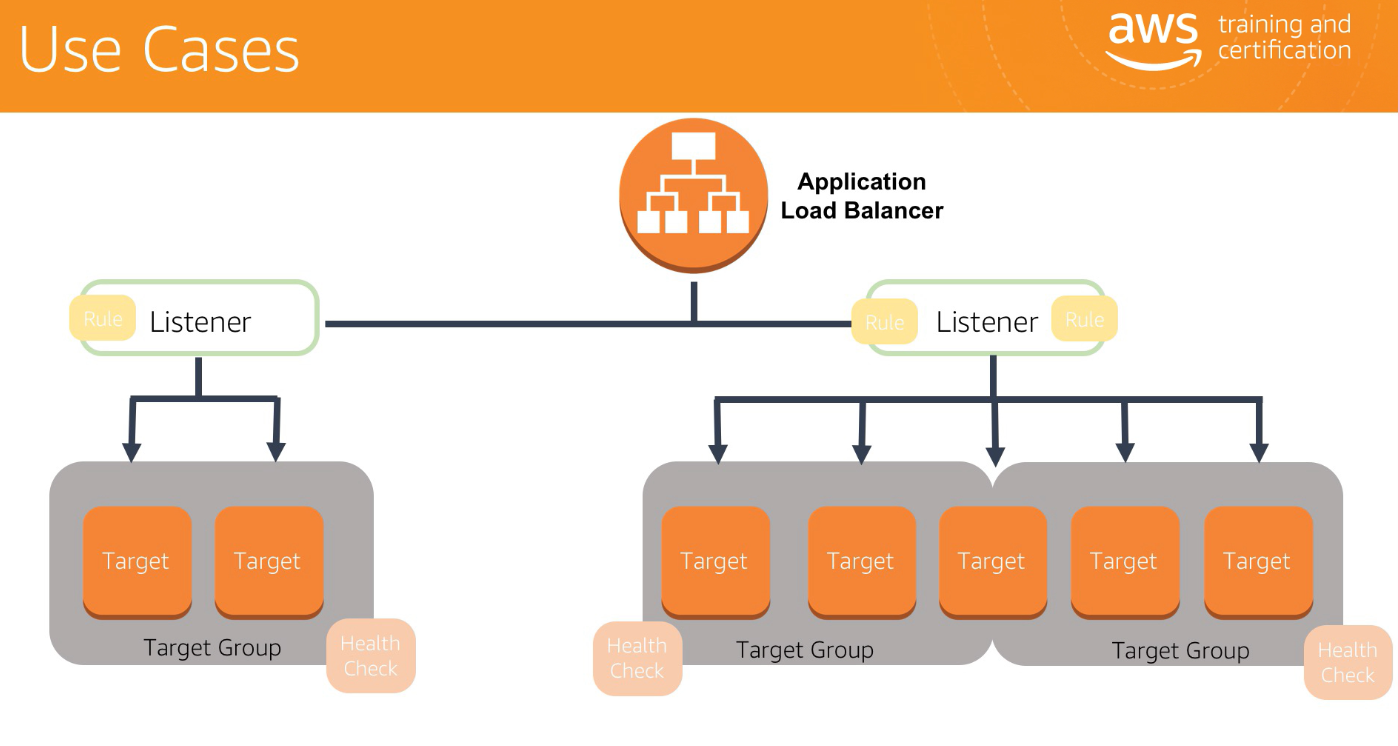 Use Cases
aws training and
certification
Application
Load Balancer
Rule Listener
Rule Listener Rule
Target Target
Target Group
Health
Check
Target Target Target Target Target
Health
Check
Target Group
Target Group
Health
Check